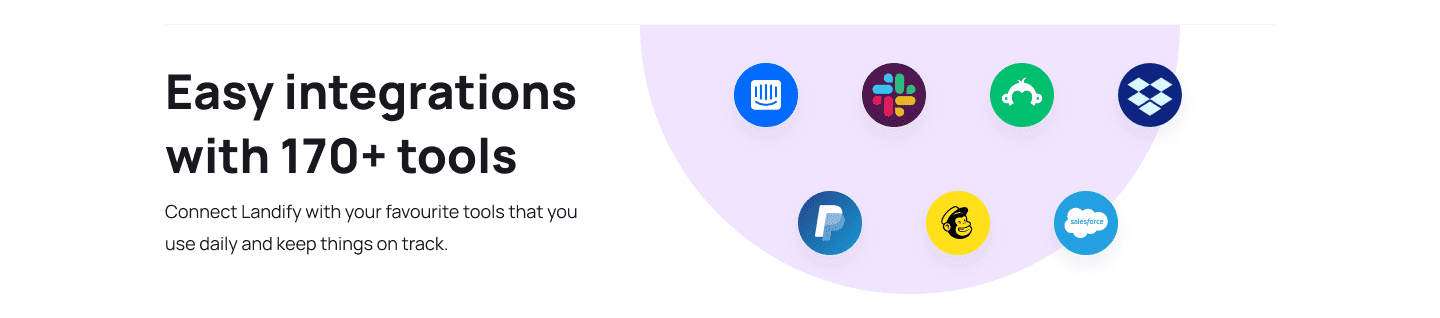 Easy integrations
with 170+ tools
Connect Landify with your favourite tools that you
use daily and keep things on track.
salesforce